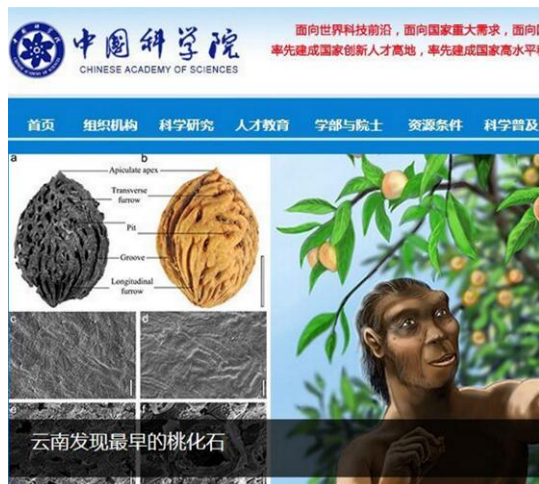 中国科学院
CHINESE ACADEMY OF SCIENCES
面向世界科技前沿，面向国家重大需求，面向
率先建成国家创新人才高地，率先建成国家高水平
首页 组织机构 科学研究 人才教育 学部与院士 资源条件 科学普及
a b
Apiculate apex
Transverse
furrow
Pit
Groove
Longitudinal
furrow
c d
e f
云南发现最早的桃化石